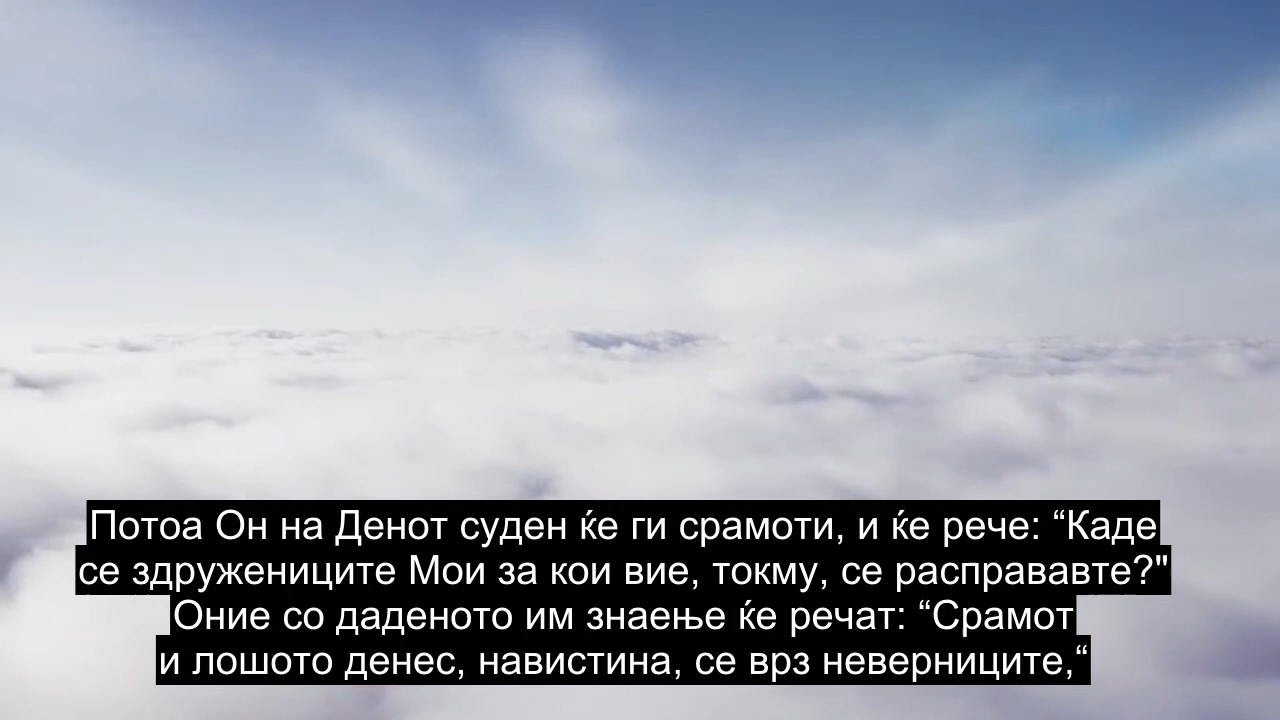 Потоа Он на Денот суден ќе ги срамоти, и ќе рече: “Каде
се здружениците Мои за кои вие, токму, се расправавте?"
Оние со даденото им знаење ќе речат: “Срамот
и лошото денес, навистина, се врз неверниците,“